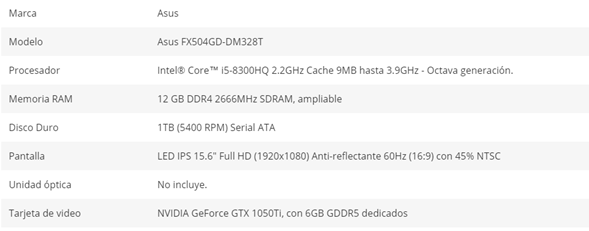 Marca Asus
Modelo Asus FX504GD-DM328T
Procesador Intel® Core™ i5-8300HQ 2.2GHz Cache 9MB hasta 3.9GHz - Octava generación.
Memoria RAM 12 GB DDR4 2666MHz SDRAM, ampliable
Disco Duro 1TB (5400 RPM) Serial ATA
Pantalla LED IPS 15.6" Full HD (1920x1080) Anti-reflectante 60Hz (16:9) con 45% NTSC
Unidad óptica No incluye.
Tarjeta de video NVIDIA GeForce GTX 1050Ti, con 6GB GDDR5 dedicados